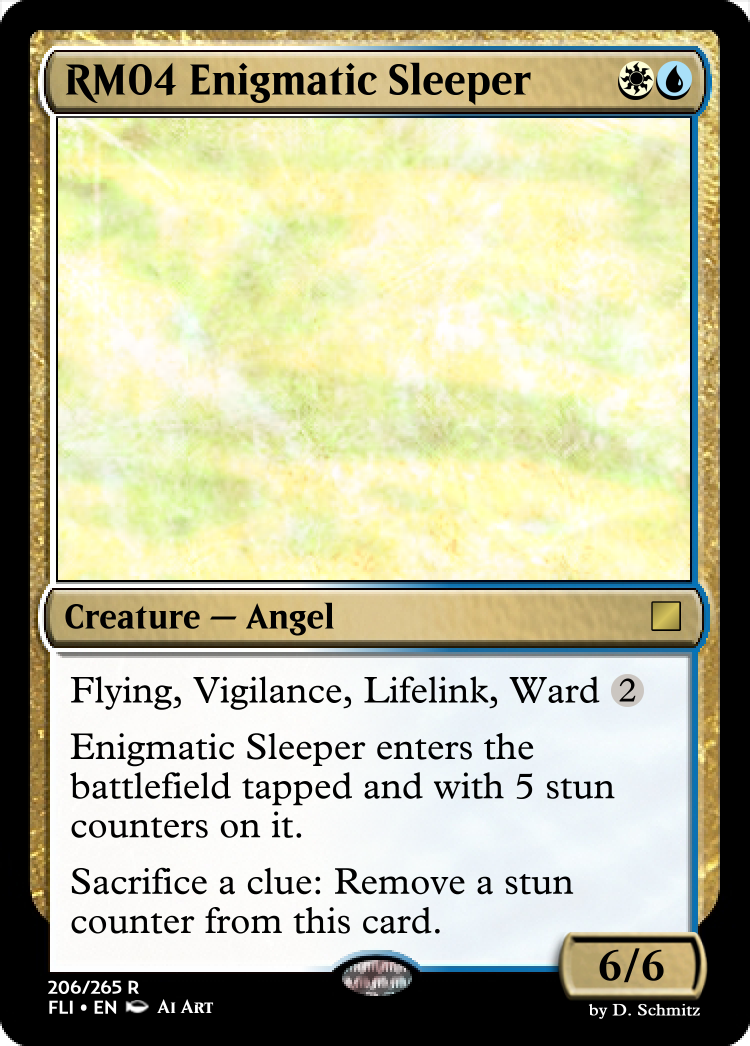 RM04 Enigmatic Sleeper
Creature — Angel
Flying, Vigilance, Lifelink, Ward 2
Enigmatic Sleeper enters the
battlefield tapped and with 5 stun
counters on it.
Sacrifice a clue: Remove a stun
counter from this card.
6/6
206/265 R
FLI • EN AI ART
by D. Schmitz